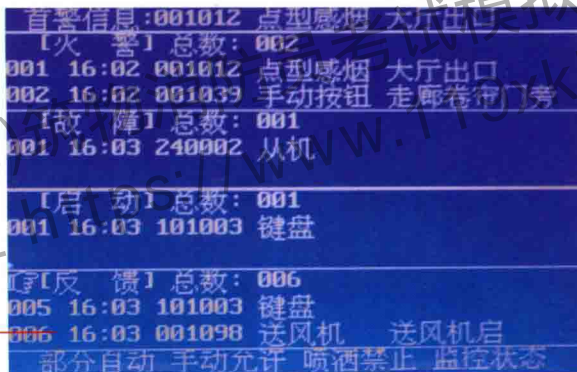 首警信息:001012 点型感烟 大厅出口
[火 警] 总数: 002
001 16:02 001012 点型感烟 大厅出口
002 16:02 001039 手动按钮 走廊卷帘门旁
[故 障] 总数: 001
001 16:03 240002 从机
[启 动] 总数: 001
001 16:03 101003 键盘
☞[反 馈] 总数: 006
005 16:03 101003 键盘
006 16:03 001098 送风机 送风机启
部分自动 手动允许 喷洒禁止 监控状态